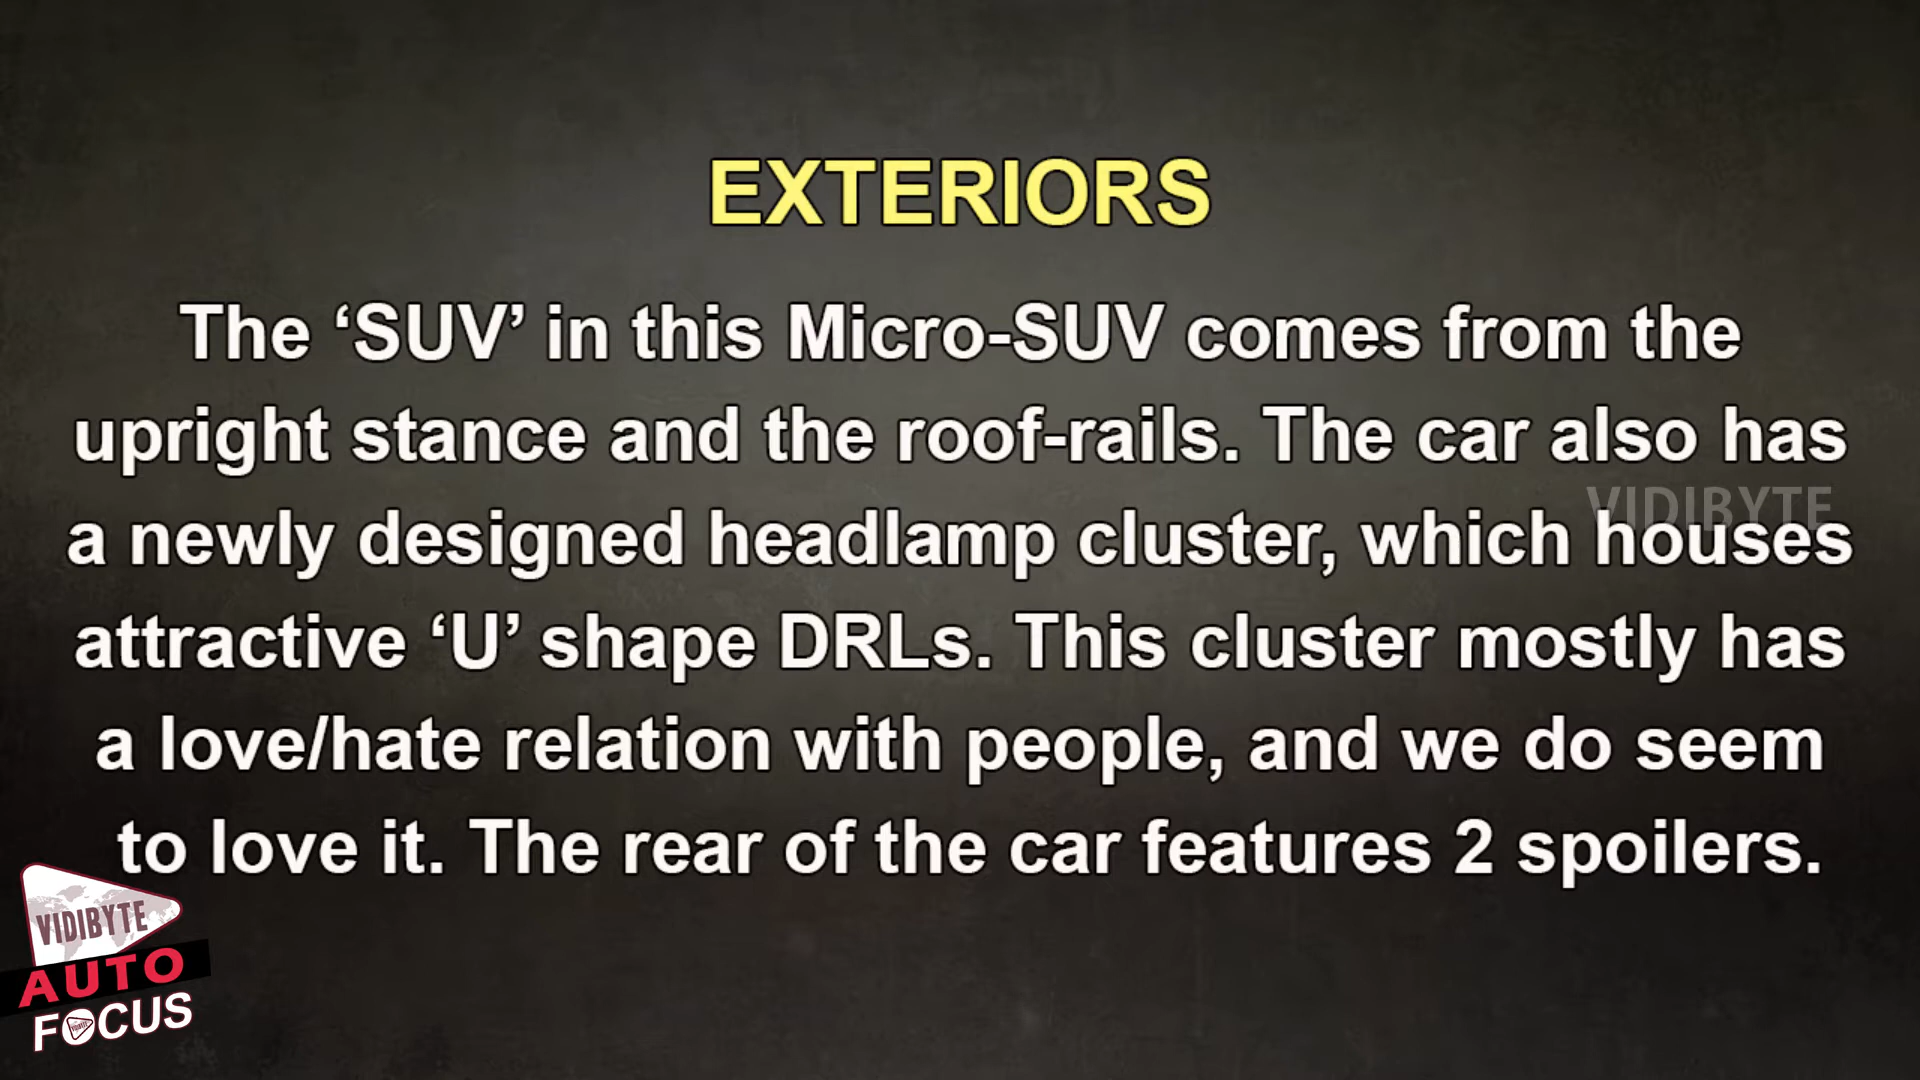 EXTERIORS
The ‘SUV’ in this Micro-SUV comes from the
upright stance and the roof-rails. The car also has
VIDIBYTE
a newly designed headlamp cluster, which houses
attractive ‘U’ shape DRLs. This cluster mostly has
a love/hate relation with people, and we do seem
to love it. The rear of the car features 2 spoilers.
VIDIBYTE
AUTO
FOCUS